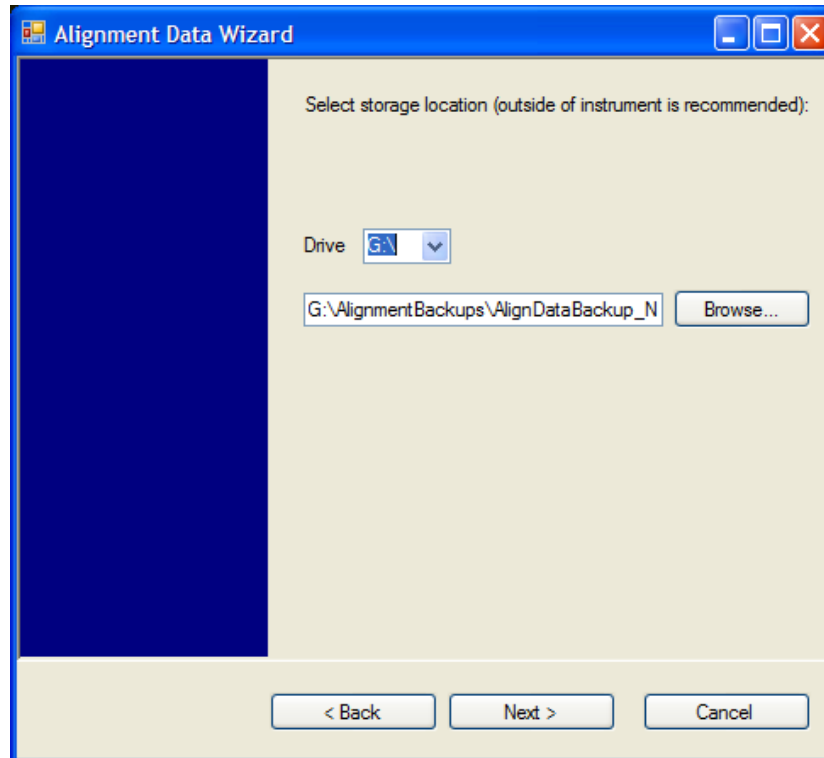 Alignment Data Wizard
Select storage location (outside of instrument is recommended):
Drive G:\
G:\AlignmentBackups\AlignDataBackup_N Browse...
< Back Next > Cancel